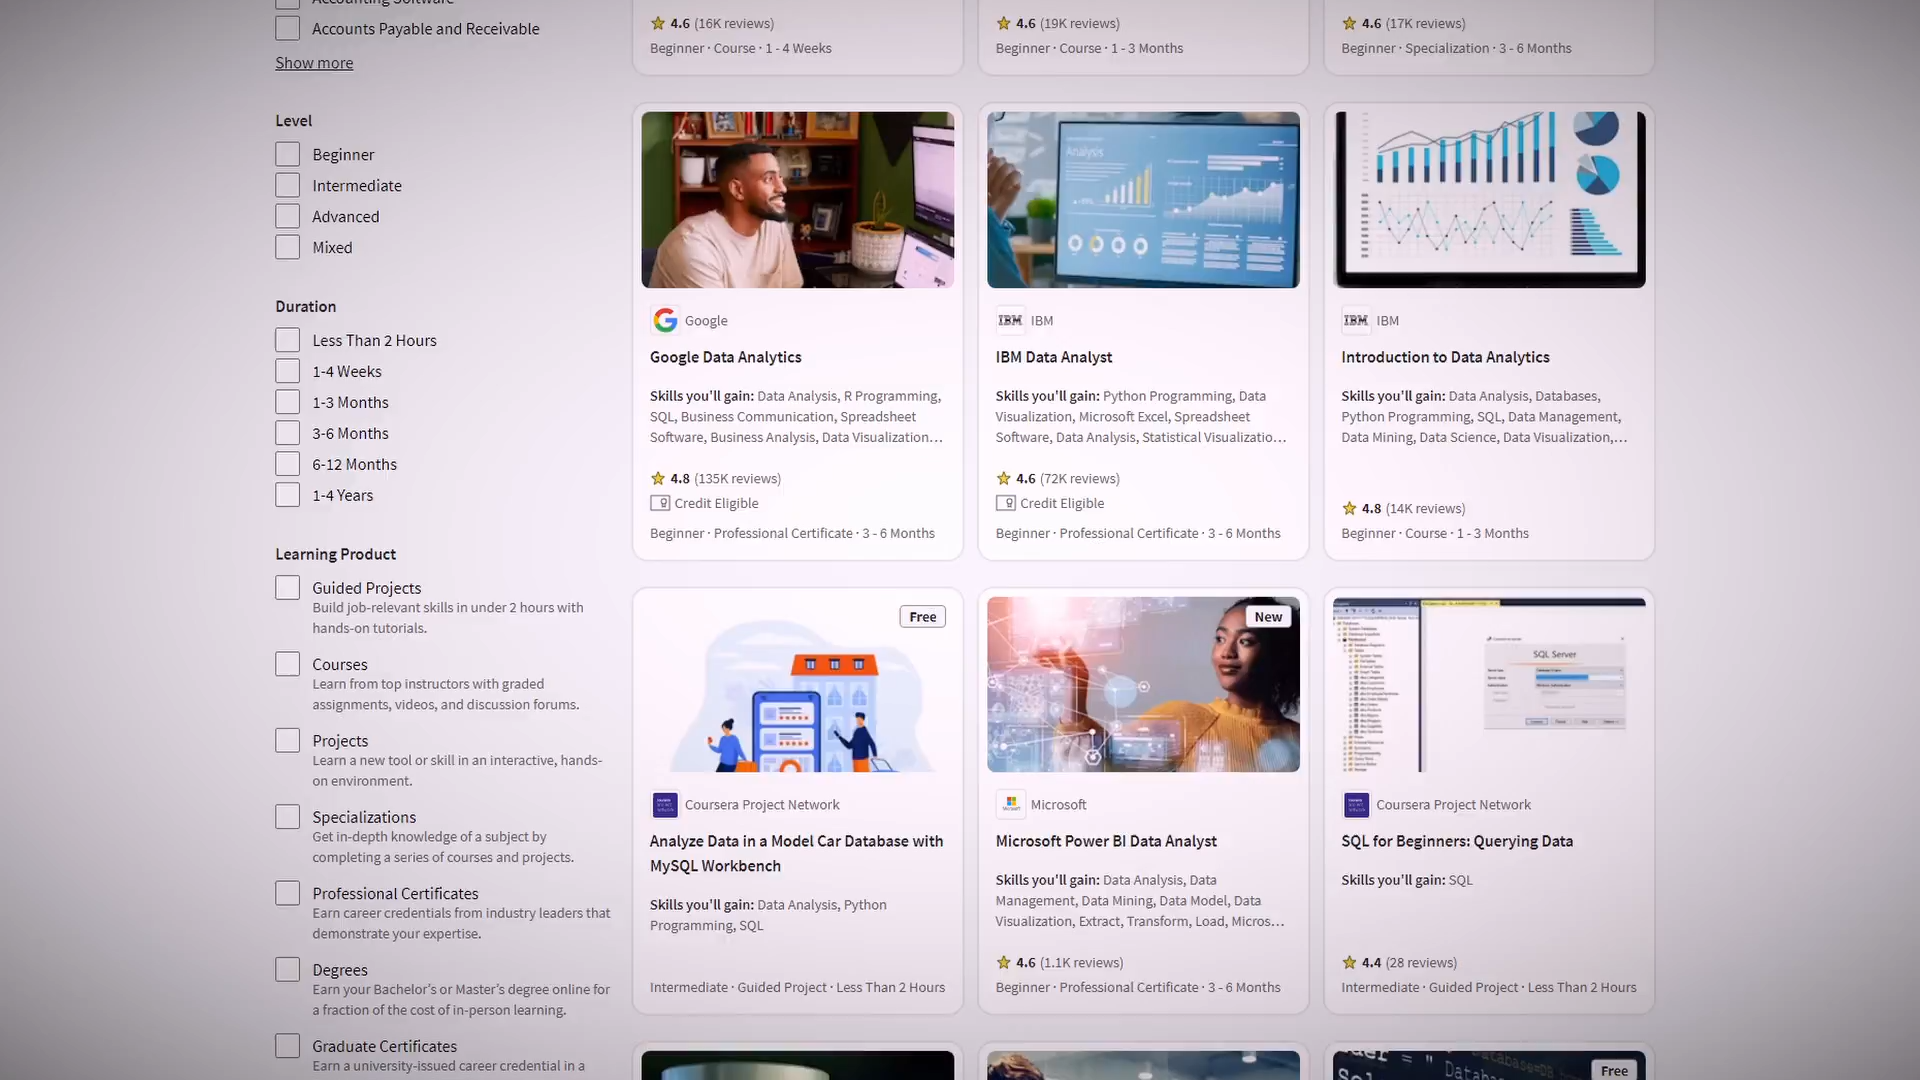 Accounts Payable and Receivable
Show more
Level
Beginner
Intermediate
Advanced
Mixed
Duration
Less Than 2 Hours
1-4 Weeks
1-3 Months
3-6 Months
6-12 Months
1-4 Years
Learning Product
Guided Projects
Build job-relevant skills in under 2 hours with
hands-on tutorials.
Courses
Learn from top instructors with graded
assignments, videos, and discussion forums.
Projects
Learn a new tool or skill in an interactive, hands-
on environment.
Specializations
Get in-depth knowledge of a subject by
completing a series of courses and projects.
Professional Certificates
Earn career credentials from industry leaders that
demonstrate your expertise.
Degrees
Earn your Bachelor's or Master's degree online for
a fraction of the cost of in-person learning.
Graduate Certificates
Earn a university-issued career credential in a
4.6 (16K reviews)
Beginner · Course · 1 - 4 Weeks
4.6 (19K reviews)
Beginner · Course · 1 - 3 Months
4.6 (17K reviews)
Beginner · Specialization · 3 - 6 Months
Google
Google Data Analytics
Skills you'll gain: Data Analysis, R Programming,
SQL, Business Communication, Spreadsheet
Software, Business Analysis, Data Visualization...
4.8 (135K reviews)
Credit Eligible
Beginner · Professional Certificate · 3 - 6 Months
Analysis
IBM IBM
IBM Data Analyst
Skills you'll gain: Python Programming, Data
Visualization, Microsoft Excel, Spreadsheet
Software, Data Analysis, Statistical Visualizatio...
4.6 (72K reviews)
Credit Eligible
Beginner · Professional Certificate · 3 - 6 Months
IBM IBM
Introduction to Data Analytics
Skills you'll gain: Data Analysis, Databases,
Python Programming, SQL, Data Management,
Data Mining, Data Science, Data Visualization,...
4.8 (14K reviews)
Beginner · Course · 1 - 3 Months
Free
Coursera Project Network
Analyze Data in a Model Car Database with
MySQL Workbench
Skills you'll gain: Data Analysis, Python
Programming, SQL
Intermediate · Guided Project · Less Than 2 Hours
New
Microsoft
Microsoft Power BI Data Analyst
Skills you'll gain: Data Analysis, Data
Management, Data Mining, Data Model, Data
Visualization, Extract, Transform, Load, Micros...
4.6 (1.1K reviews)
Beginner · Professional Certificate · 3 - 6 Months
SQL Server
Coursera Project Network
SQL for Beginners: Querying Data
Skills you'll gain: SQL
4.4 (28 reviews)
Intermediate · Guided Project · Less Than 2 Hours
Free